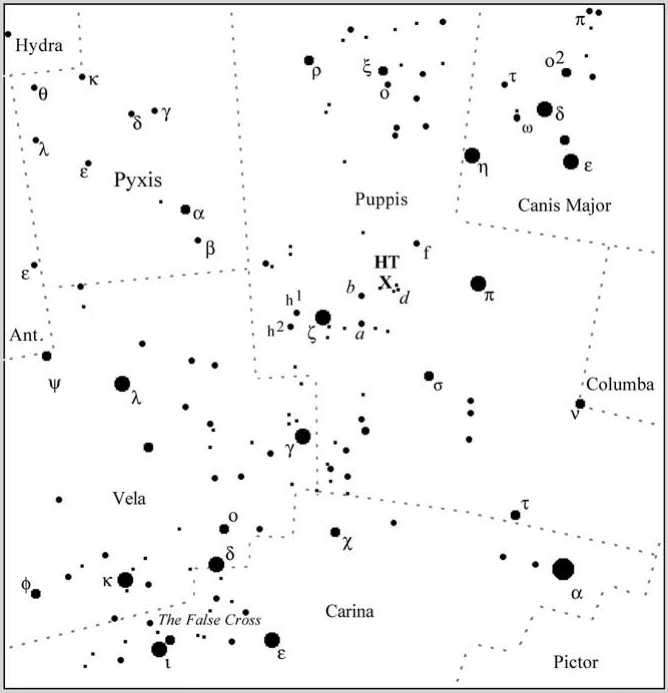 π
Hydra
ρ
ξ
ο2
κ
τ
ο
θ
γ
δ
δ
ω
λ
ε
η
ε
Pyxis
Puppis
Canis Major
α
β
f
HT
ε
X
b
d
π
h1
h2
ζ
a
Ant.
ψ
λ
σ
Columba
ν
γ
Vela
ο
τ
δ
χ
κ
φ
α
Carina
The False Cross
ι
ε
Pictor